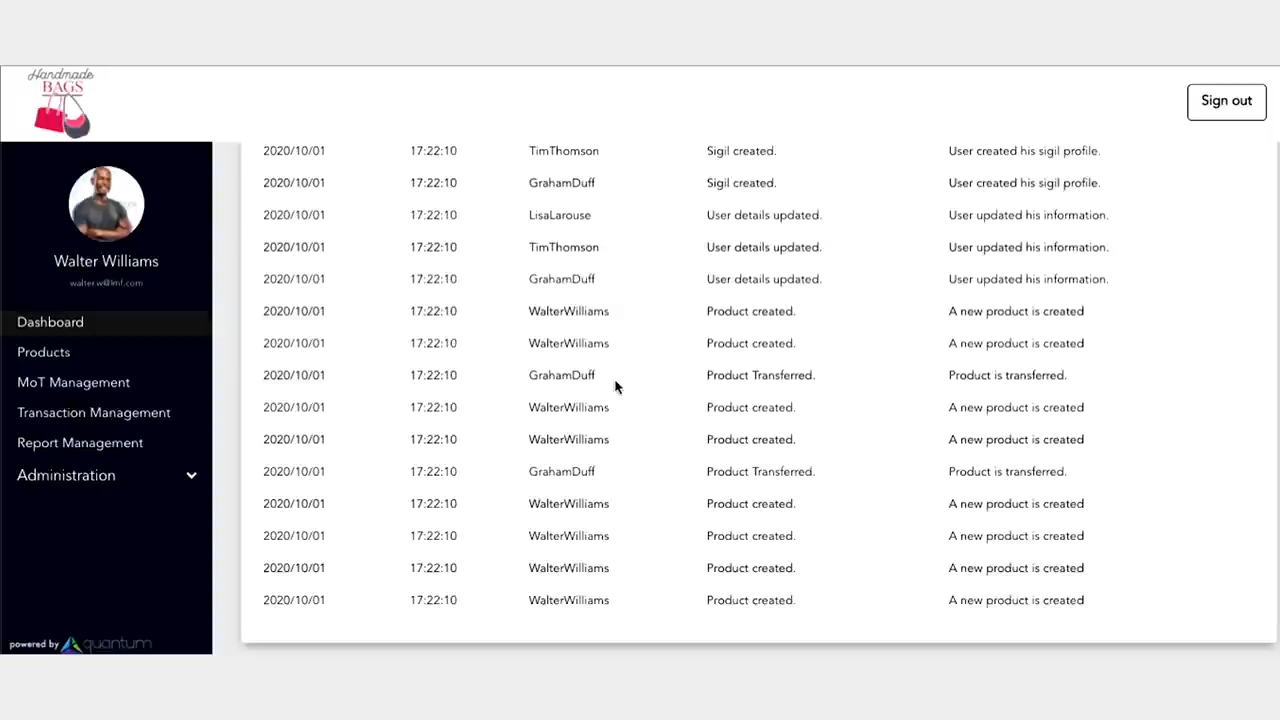 Handmade
BAGS
Sign out
Walter Williams
walter.w@lmf.com
Dashboard
Products
MoT Management
Transaction Management
Report Management
Administration
powered by quantum
2020/10/01 17:22:10 TimThomson Sigil created. User created his sigil profile.
2020/10/01 17:22:10 GrahamDuff Sigil created. User created his sigil profile.
2020/10/01 17:22:10 LisaLarouse User details updated. User updated his information.
2020/10/01 17:22:10 TimThomson User details updated. User updated his information.
2020/10/01 17:22:10 GrahamDuff User details updated. User updated his information.
2020/10/01 17:22:10 WalterWilliams Product created. A new product is created
2020/10/01 17:22:10 WalterWilliams Product created. A new product is created
2020/10/01 17:22:10 GrahamDuff Product Transferred. Product is transferred.
2020/10/01 17:22:10 WalterWilliams Product created. A new product is created
2020/10/01 17:22:10 WalterWilliams Product created. A new product is created
2020/10/01 17:22:10 GrahamDuff Product Transferred. Product is transferred.
2020/10/01 17:22:10 WalterWilliams Product created. A new product is created
2020/10/01 17:22:10 WalterWilliams Product created. A new product is created
2020/10/01 17:22:10 WalterWilliams Product created. A new product is created
2020/10/01 17:22:10 WalterWilliams Product created. A new product is created